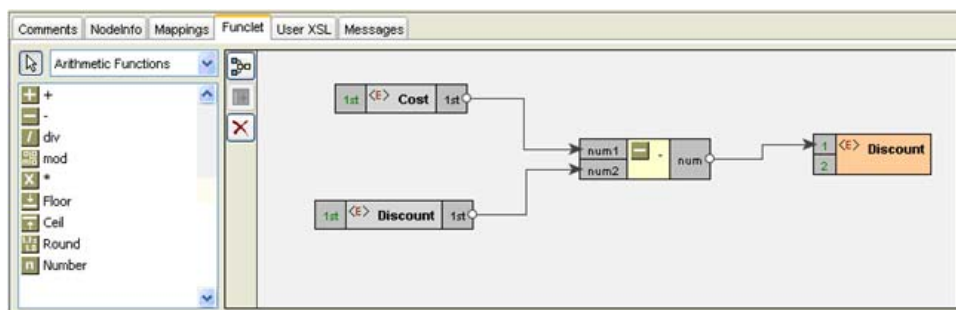 Comments NodeInfo Mappings Funclet User XSL Messages
Arithmetic Functions
+
-
div
mod
*
Floor
Ceil
Round
n Number
1st <E> Cost 1st
1st <E> Discount 1st
num1 - num
num2
1 <E> Discount
2